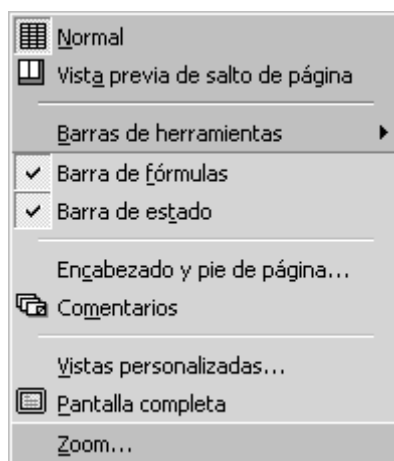 Normal
Vista previa de salto de página
Barras de herramientas
Barra de fórmulas
Barra de estado
Encabezado y pie de página...
Comentarios
Vistas personalizadas...
Pantalla completa
Zoom...